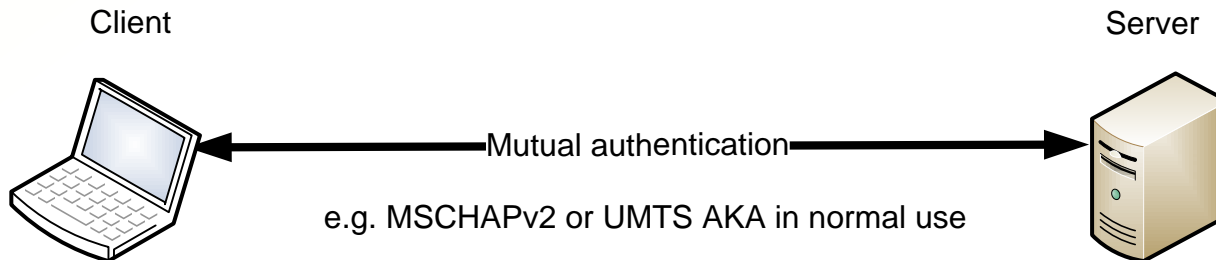 Client
Server
Mutual authentication
e.g. MSCHAPv2 or UMTS AKA in normal use